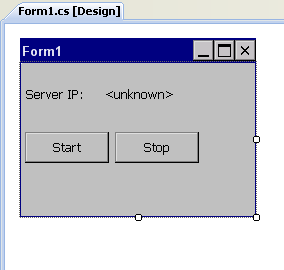 Form1.cs [Design]
Form1
Server IP: <unknown>
Start Stop